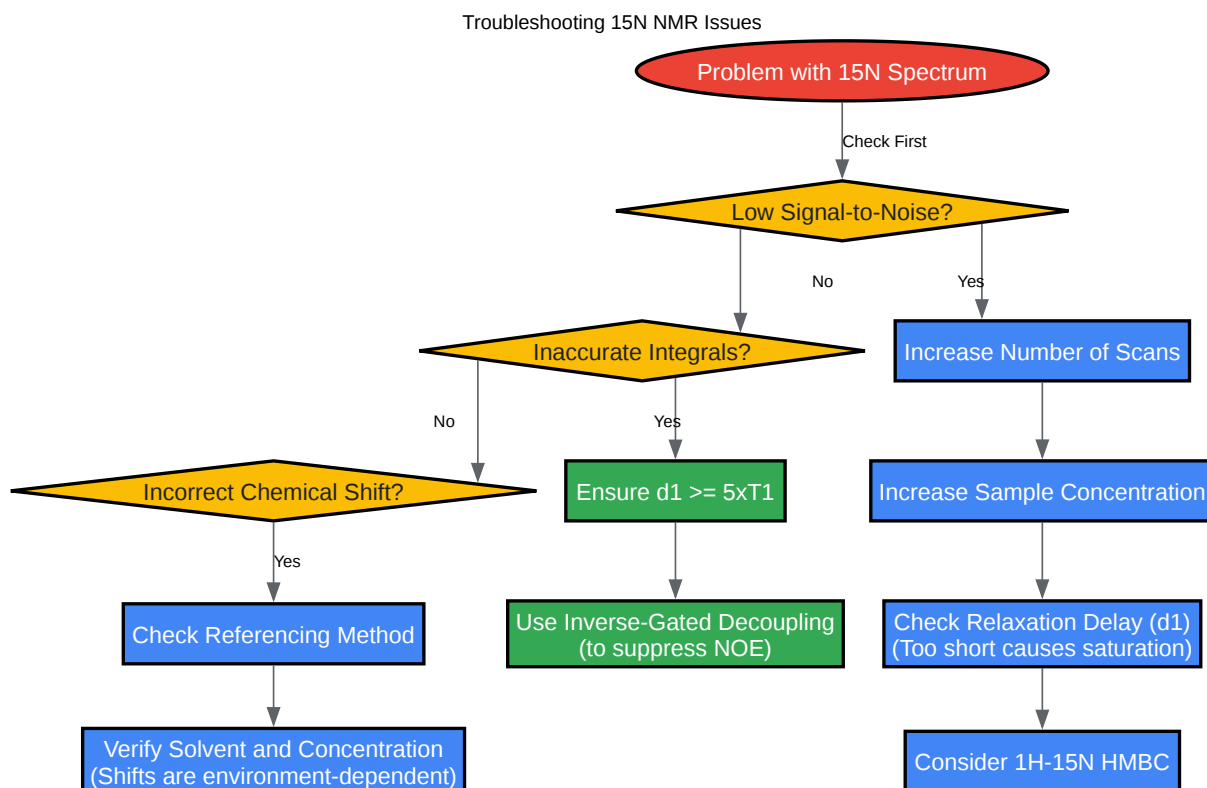 Troubleshooting 15N NMR Issues
Problem with 15N Spectrum
Check First
Low Signal-to-Noise?
No
Yes
Inaccurate Integrals?
Increase Number of Scans
No
Yes
Incorrect Chemical Shift?
Ensure d1 >= 5xT1
Increase Sample Concentration
Yes
Check Referencing Method
Use Inverse-Gated Decoupling
(to suppress NOE)
Check Relaxation Delay (d1)
(Too short causes saturation)
Verify Solvent and Concentration
(Shifts are environment-dependent)
Consider 1H-15N HMBC